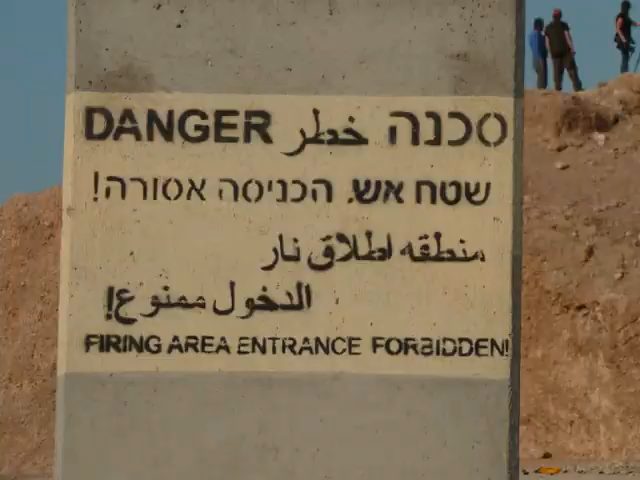 סכנה خطر DANGER
שטח אש. הכניסה אסורה!
منطقه اطلاق نار
الدخول ممنوع!
FIRING AREA ENTRANCE FORBIDDEN!